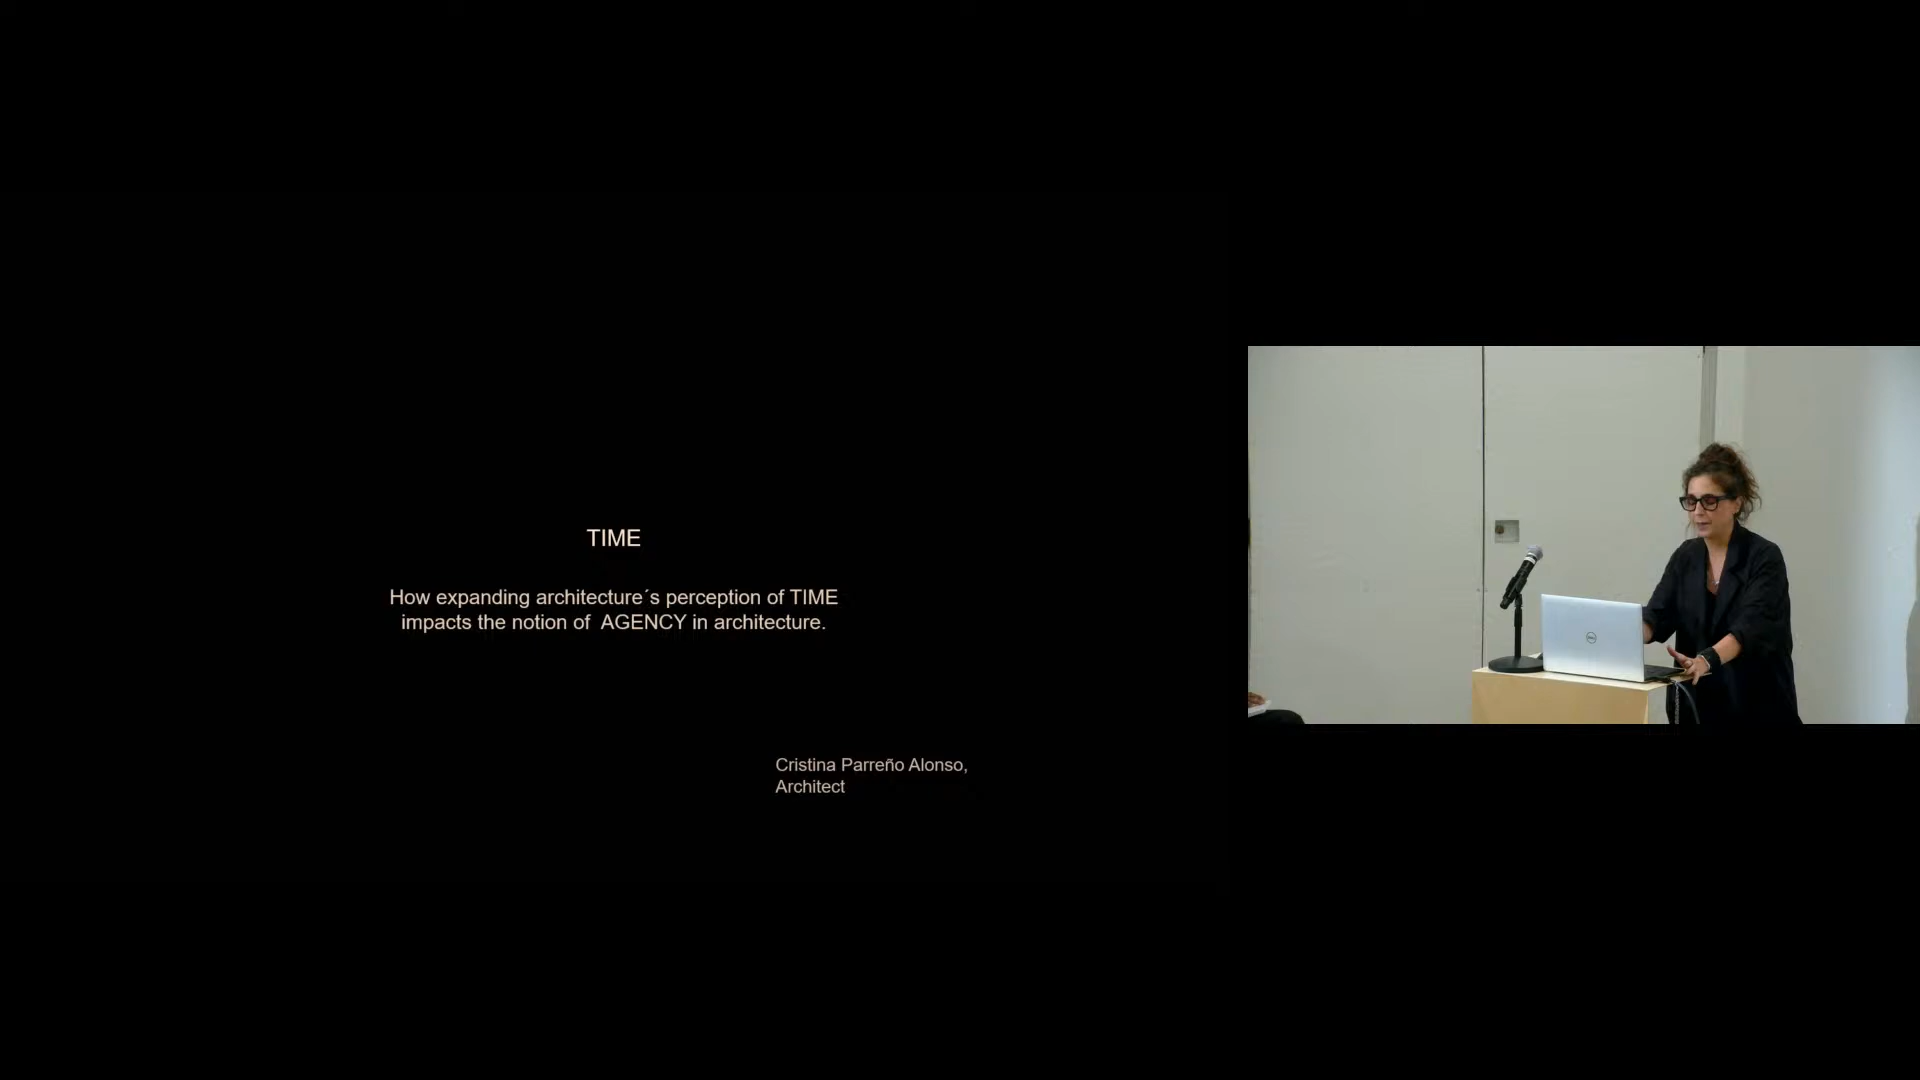 TIME
How expanding architecture´s perception of TIME
impacts the notion of  AGENCY in architecture.
Cristina Parreño Alonso,
Architect